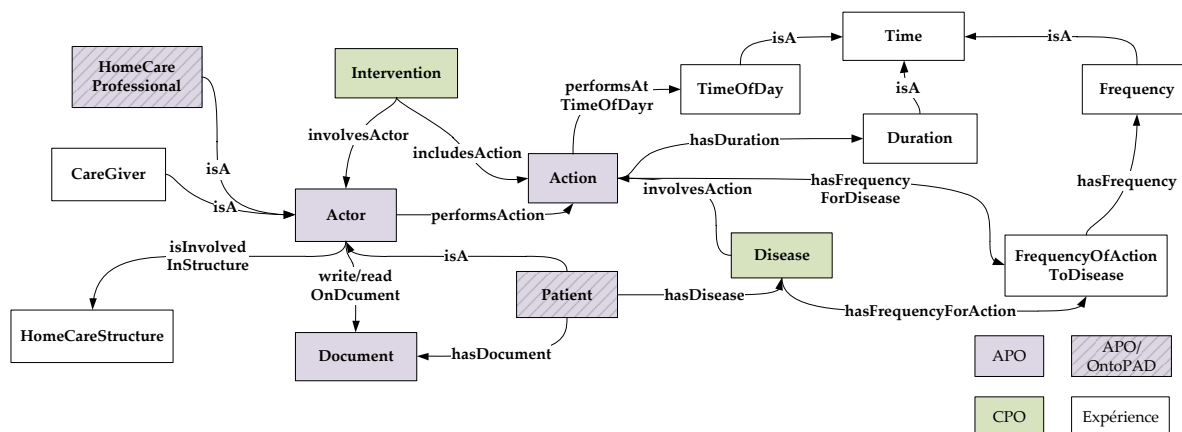 isA
Time
isA
HomeCare
Professional
Intervention
performsAt
TimeOfDayr
TimeOfDay
isA
Frequency
involvesActor
includesAction
hasDuration
Duration
isA
CareGiver
isA
Action
involvesAction
hasFrequency
ForDisease
hasFrequency
Actor
performsAction
isInvolved
InStructure
write/read
OnDcument
isA
Disease
FrequencyOfAction
ToDisease
Patient
hasDisease
hasFrequencyForAction
HomeCareStructure
Document
hasDocument
APO
APO/
OntoPAD
CPO
Expérience